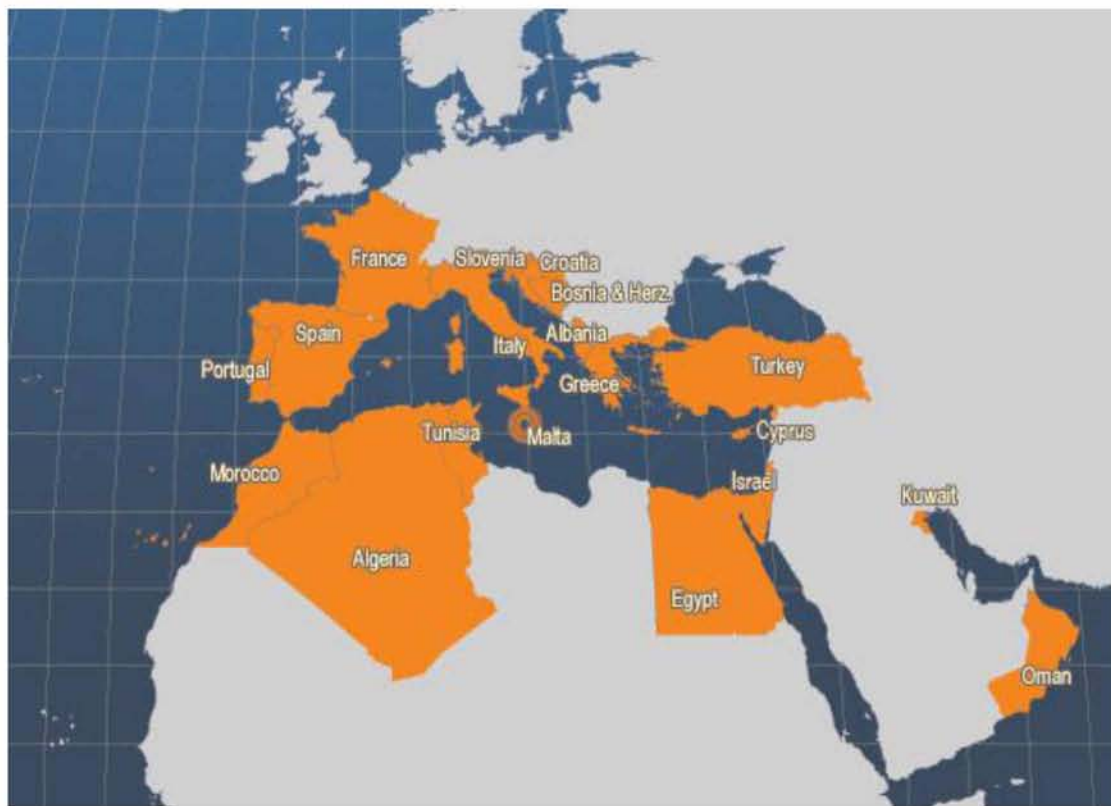 France
Slovenia
Croatia
Bosnia & Herz.
Spain
Italy
Albania
Portugal
Greece
Turkey
Tunisia
Malta
Cyprus
Morocco
Israel
Kuwait
Algeria
Egypt
Oman